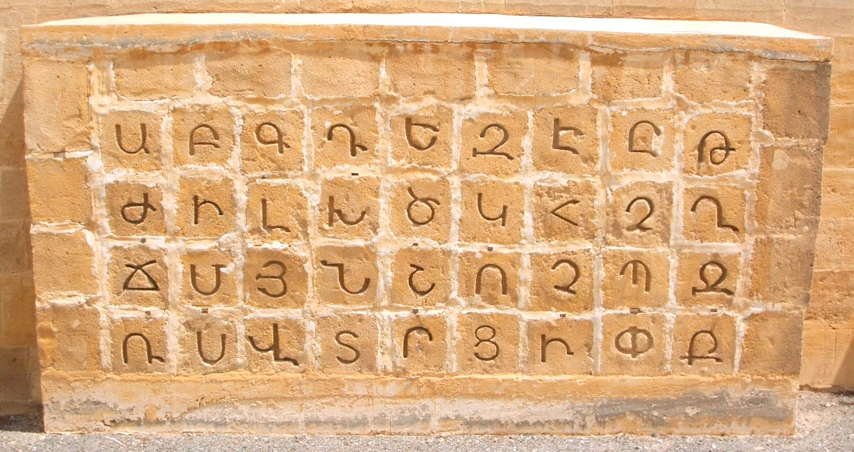 Ա Բ Գ Դ Ե Զ Է Ը Թ
Ժ Ի Լ Խ Ծ Կ Հ Ձ Ղ
Ճ Մ Յ Ն Շ Ո Չ Պ Ջ
Ռ Ս Վ Տ Ր Ց Ւ Փ Ք